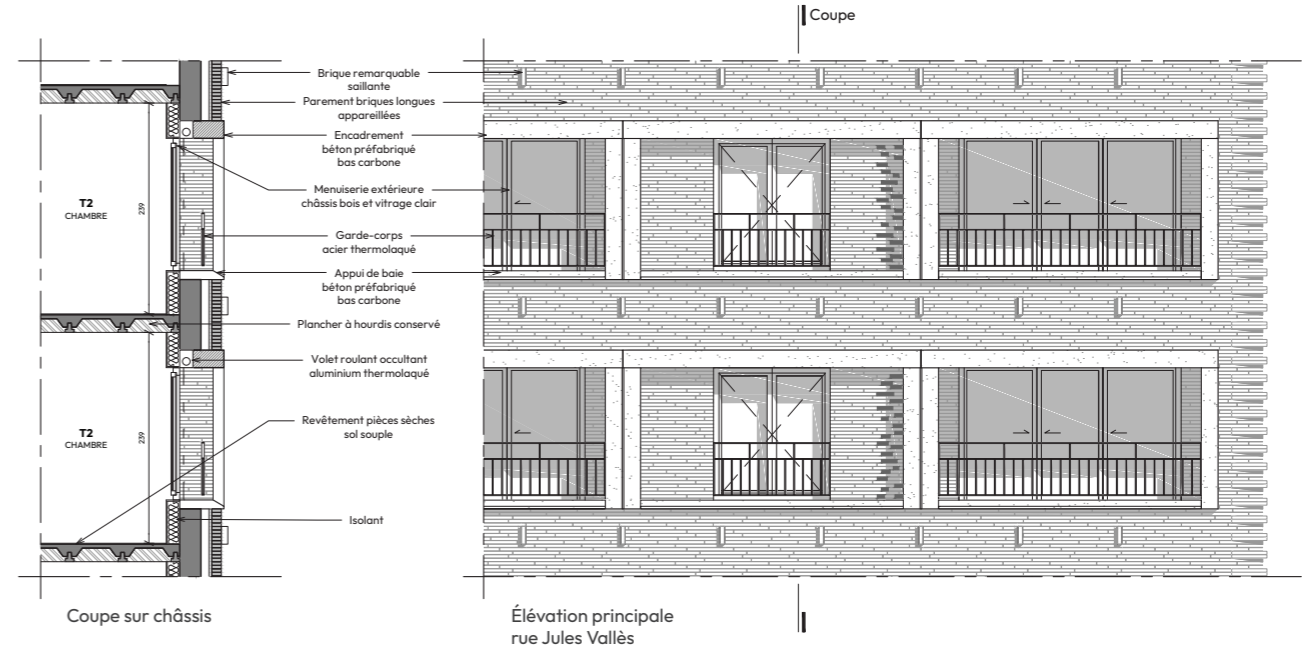 Coupe
Brique remarquable
saillante
Parement briques longues
appareillées
Encadrement
béton préfabriqué
bas carbone
Menuiserie extérieure
châssis bois et vitrage clair
T2
CHAMBRE
239
Garde-corps
acier thermolaqué
Appui de baie
béton préfabriqué
bas carbone
Plancher à hourdis conservé
Volet roulant occultant
aluminium thermolaqué
Revêtement pièces sèches
sol souple
T2
CHAMBRE
239
Isolant
Coupe sur châssis
Élévation principale
rue Jules Vallès